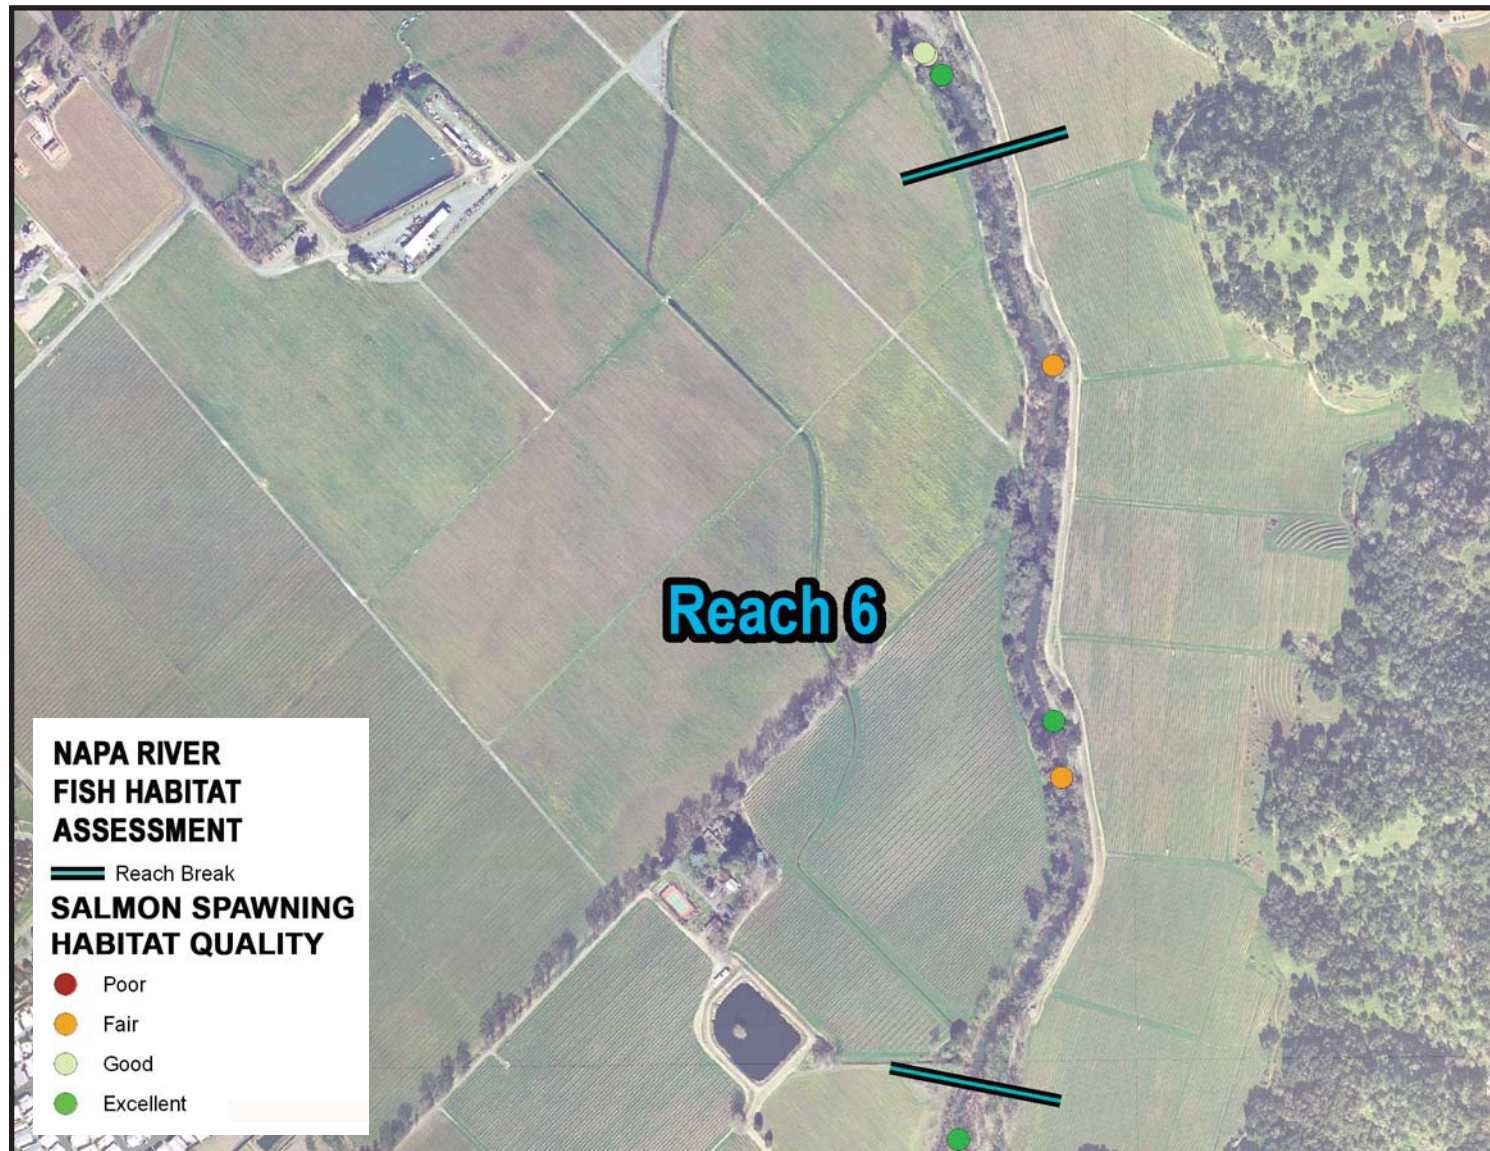 Reach 6
NAPA RIVER
FISH HABITAT
ASSESSMENT
Reach Break
SALMON SPAWNING
HABITAT QUALITY
Poor
Fair
Good
Excellent